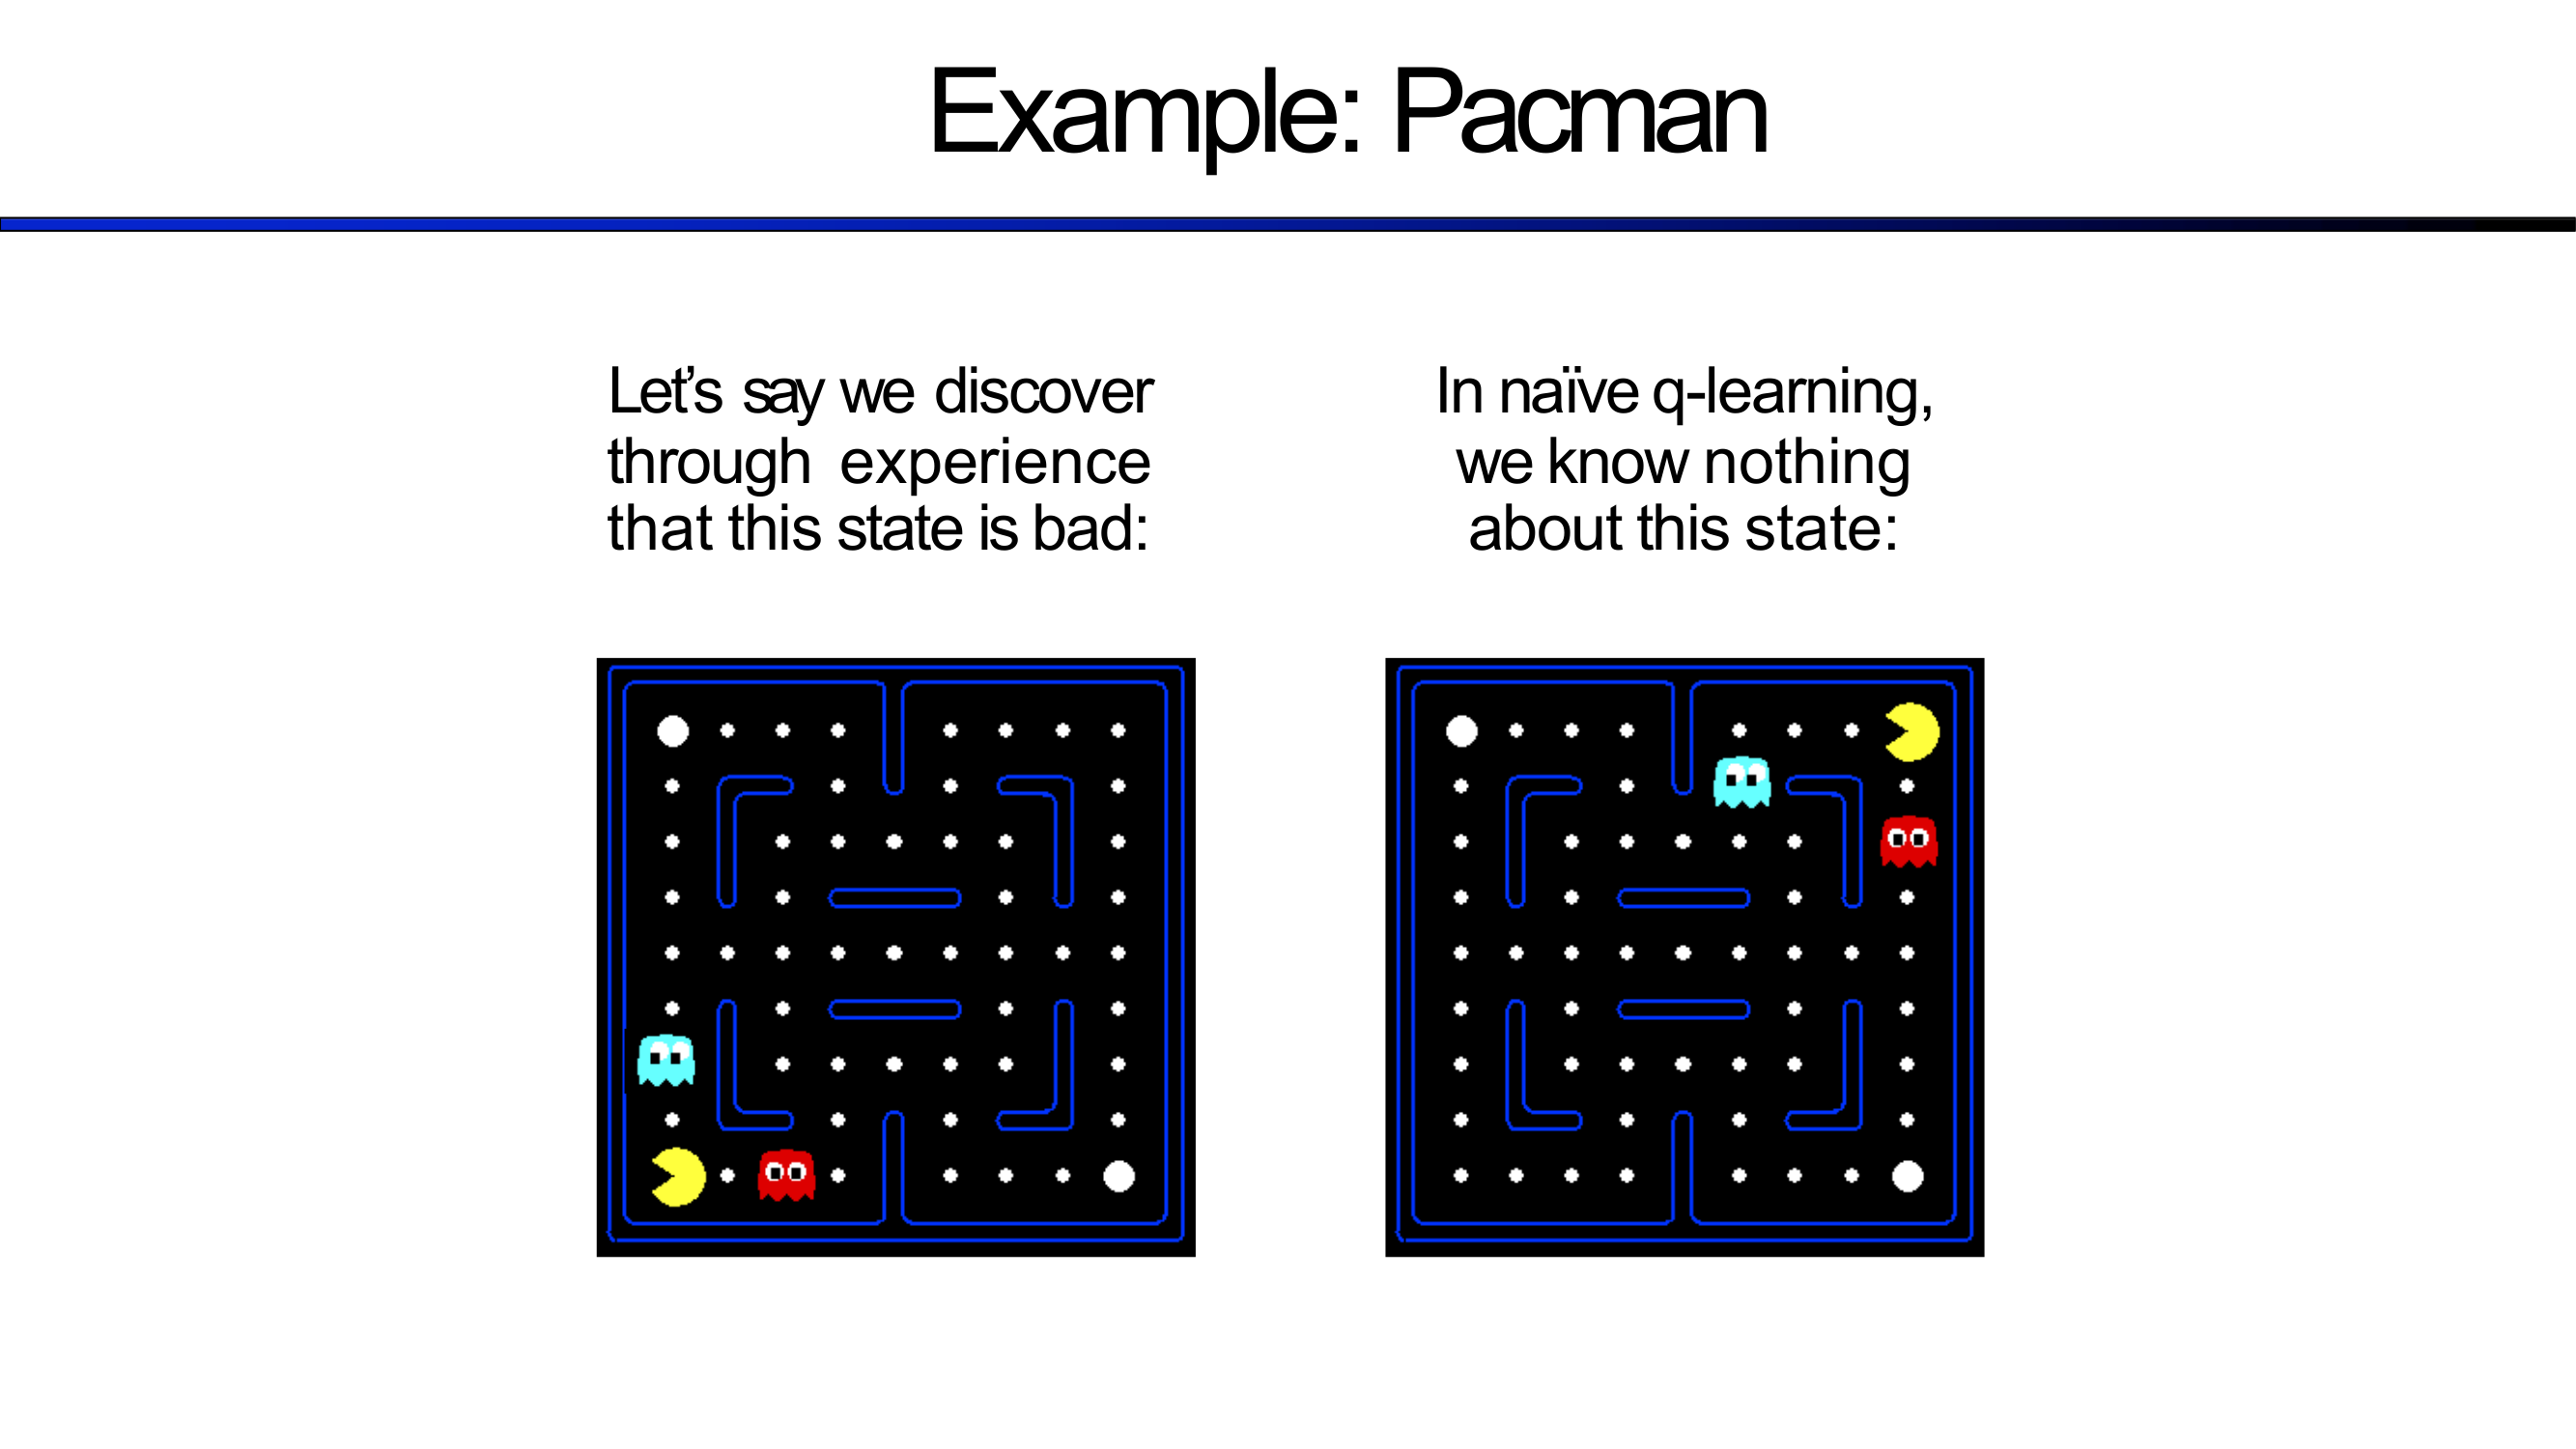 Example: Pacman
Let's say we discover
through experience
that this state is bad:
In naïve q-learning,
we know nothing
about this state: